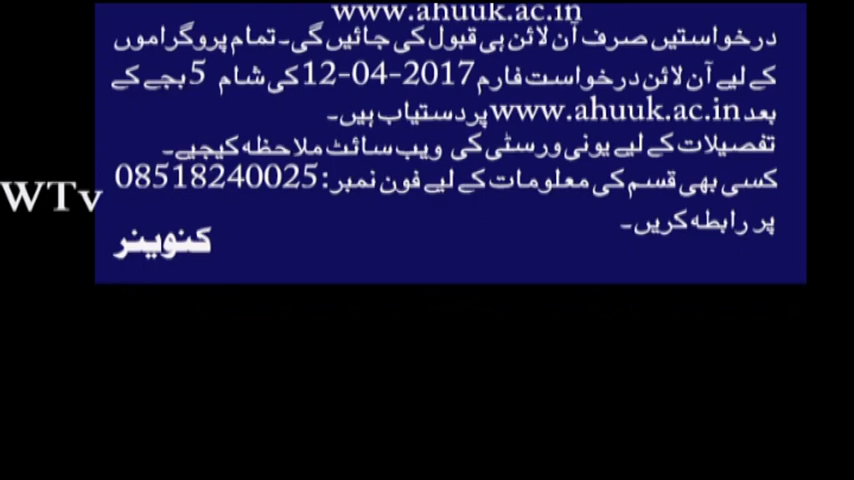 www.ahuuk.ac.in
درخواستیں صرف آن لائن ہی قبول کی جائیں گی۔ تمام پروگراموں
کے لیے آن لائن درخواست فارم 2017-04-12 کی شام 5 بجے کے
بعد www.ahuuk.ac.in پر دستیاب ہیں۔
تفصیلات کے لیے یونی ورسٹی کی ویب سائٹ ملاحظہ کیجیے۔
کسی بھی قسم کی معلومات کے لیے فون نمبر: 08518240025
پر رابطہ کریں۔
کنوینر
WTv